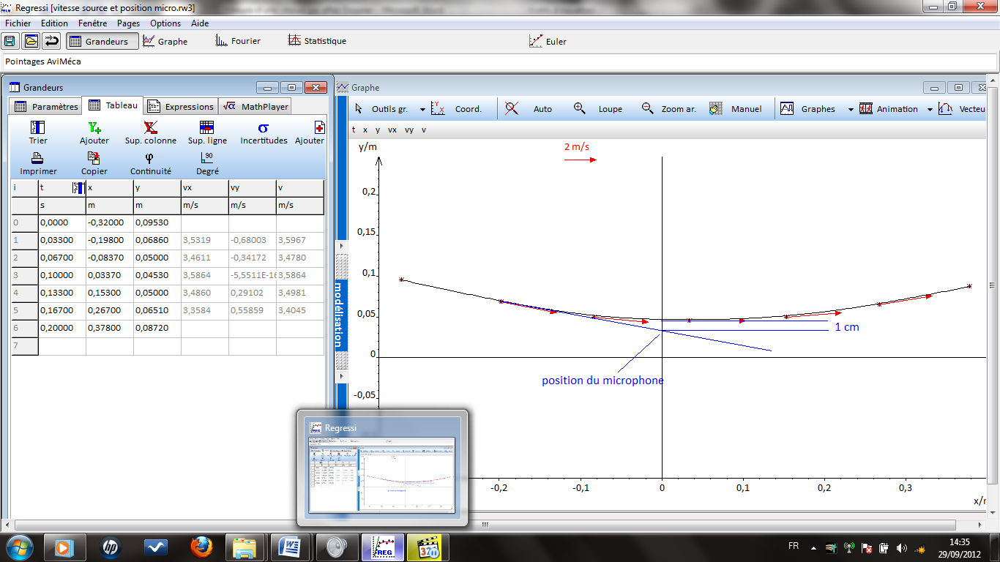 Regressi [vitesse source et position micro.rw3]
Fichier Edition Fenêtre Pages Options Aide
Grandeurs Graphe Fourier Statistique Euler
Pointages AviMéca
Grandeurs
Paramètres Tableau Expressions MathPlayer
Trier Ajouter Sup. colonne Sup. ligne Incertitudes Ajouter
Imprimer Copier Continuité Degré
i t x y vx vy v
s m m m/s m/s m/s
0 0,0000 -0,32000 0,09530
1 0,03300 -0,19800 0,06860 3,5319 -0,68003 3,5967
2 0,06700 -0,08370 0,05000 3,4611 -0,34172 3,4780
3 0,10000 0,03370 0,04530 3,5864 -5,5511E-16 3,5864
4 0,13300 0,15300 0,05000 3,4860 0,29102 3,4981
5 0,16700 0,26700 0,06510 3,3584 0,55859 3,4045
6 0,20000 0,37800 0,08720
7
modélisation
Graphe
Outils gr. Coord. Auto Loupe Zoom ar. Manuel Graphes Animation Vecteu
t x y vx vy v
y/m
2 m/s
0,2
0,15
0,1
0,05
0
-0,05
1 cm
position du microphone
-0,2 -0,1 0 0,1 0,2 0,3
x/r
Regressi
REG
FR
14:35
29/09/2012